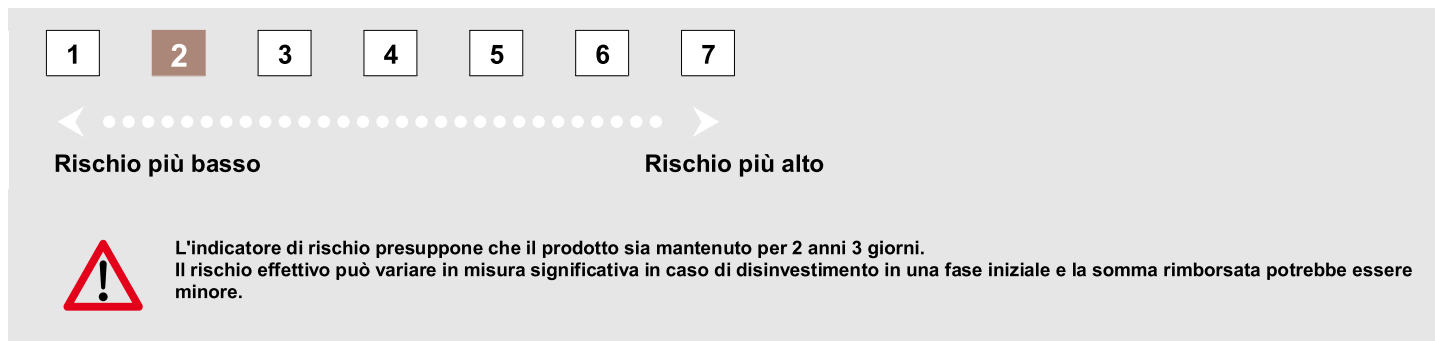 1 2 3 4 5 6 7
Rischio più basso Rischio più alto
L'indicatore di rischio presuppone che il prodotto sia mantenuto per 2 anni 3 giorni.
Il rischio effettivo può variare in misura significativa in caso di disinvestimento in una fase iniziale e la somma rimborsata potrebbe essere
minore.